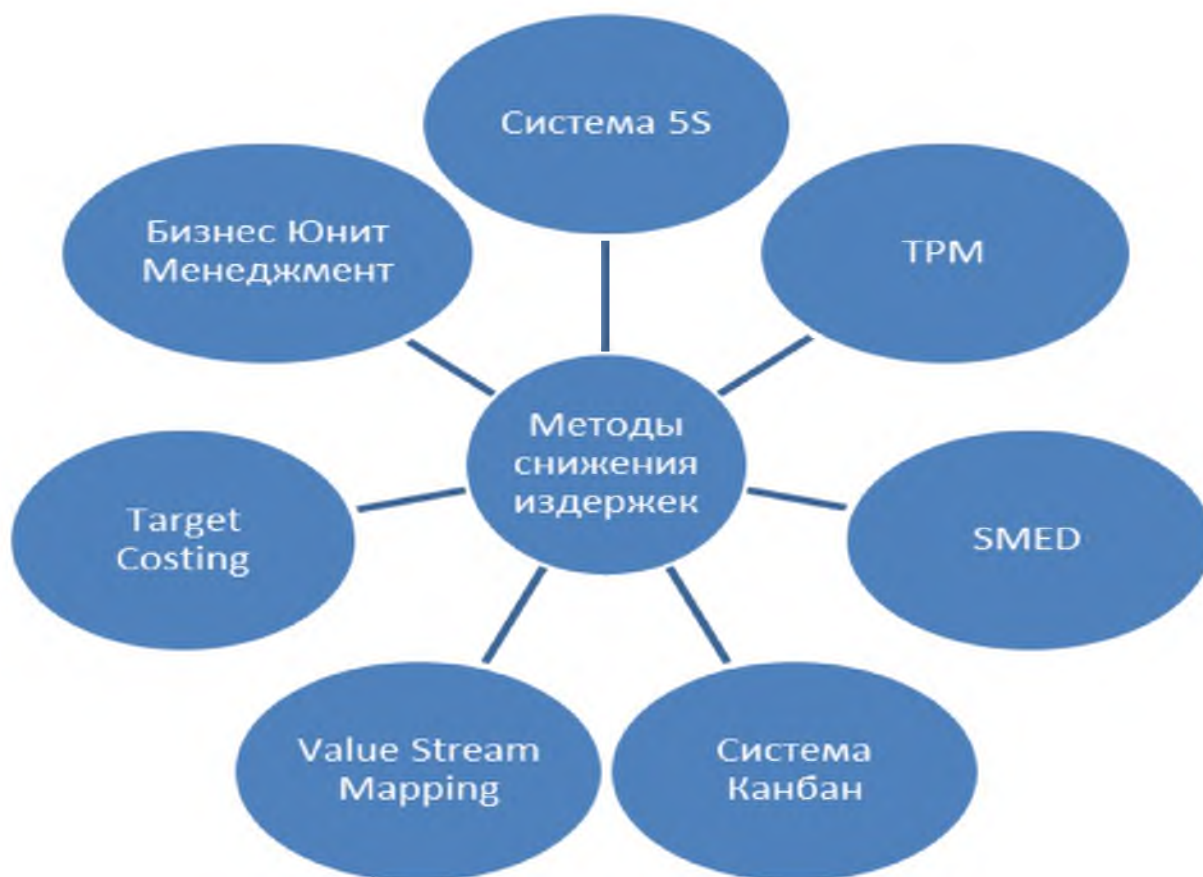 Система 5S
Бизнес Юнит
Менеджмент
TPM
Методы
снижения
издержек
Target
Costing
SMED
Value Stream
Mapping
Система
Канбан